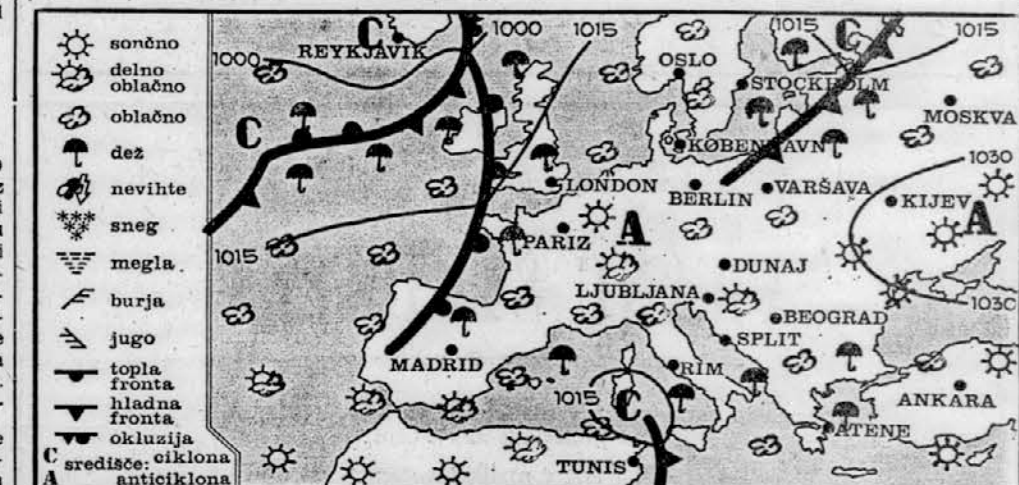 sončno
delno
oblačno
oblačno
dež
nevihte
sneg
megla
burja
jugo
topla
fronta
hladna
fronta
okluzija
C središče: ciklona
A anticiklona
C
REYKJAVIK
1000
1000
1015
OSLO
1015
C
1015
STOCKHOLM
MOSKVA
C
KØBENHAVN
1030
LONDON
BERLIN
VARŠAVA
KIJEV
A
PARIZ
A
1015
DUNAJ
LJUBLJANA
1030
BEOGRAD
SPLIT
MADRID
RIM
1015
C
ANKARA
ATENE
TUNIS